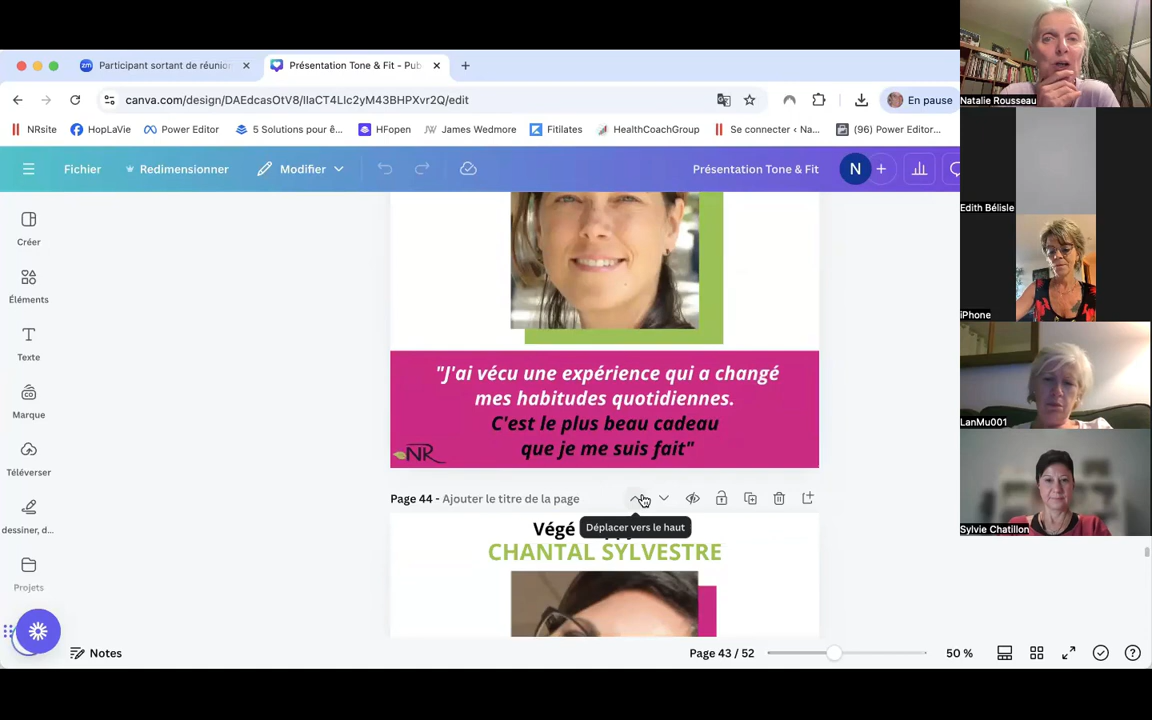 Participant sortant de réunion
Présentation Tone & Fit - Pub
canva.com/design/DAEdcasOtV8/IIaCT4LIc2yM43BHPXvr2Q/edit
En pause
NRsite
HopLaVie
Power Editor
5 Solutions pour ê...
HFopen
James Wedmore
Fitilates
HealthCoachGroup
Se connecter ‹ Na...
(96) Power Editor...
Fichier
Redimensionner
Modifier
Présentation Tone & Fit
N
Créer
Éléments
Texte
Marque
Téléverser
dessiner, d...
Projets
"J'ai vécu une expérience qui a changé
mes habitudes quotidiennes.
C'est le plus beau cadeau
que je me suis fait"
NR
Page 44 - Ajouter le titre de la page
Déplacer vers le haut
Végé
CHANTAL SYLVESTRE
Notes
Page 43 / 52
50 %
Natalie Rousseau
Edith Bélisle
iPhone
LanMu001
Sylvie Chatillon